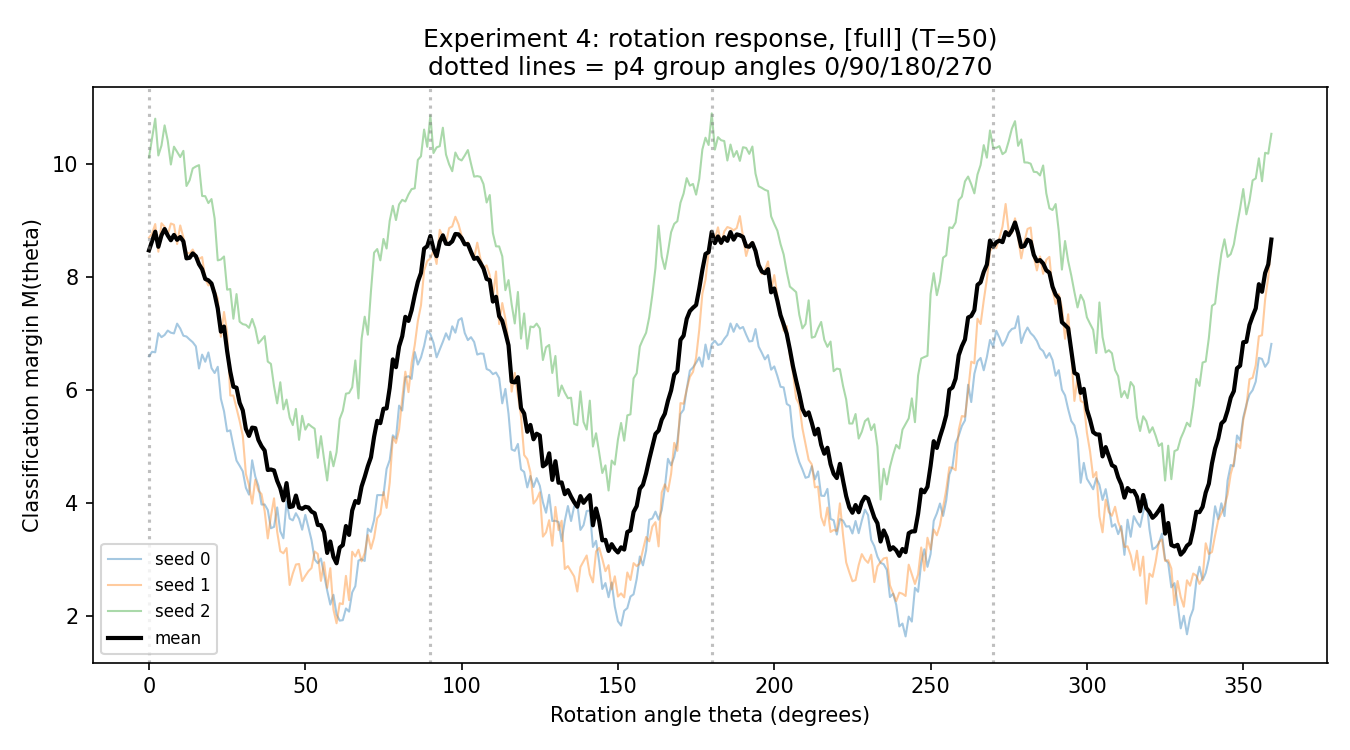 Experiment 4: rotation response, [full] (T=50)
dotted lines = p4 group angles 0/90/180/270
Classification margin M(theta)
10
8
6
4
2
seed 0
seed 1
seed 2
mean
0
50
100
150
200
250
300
350
Rotation angle theta (degrees)